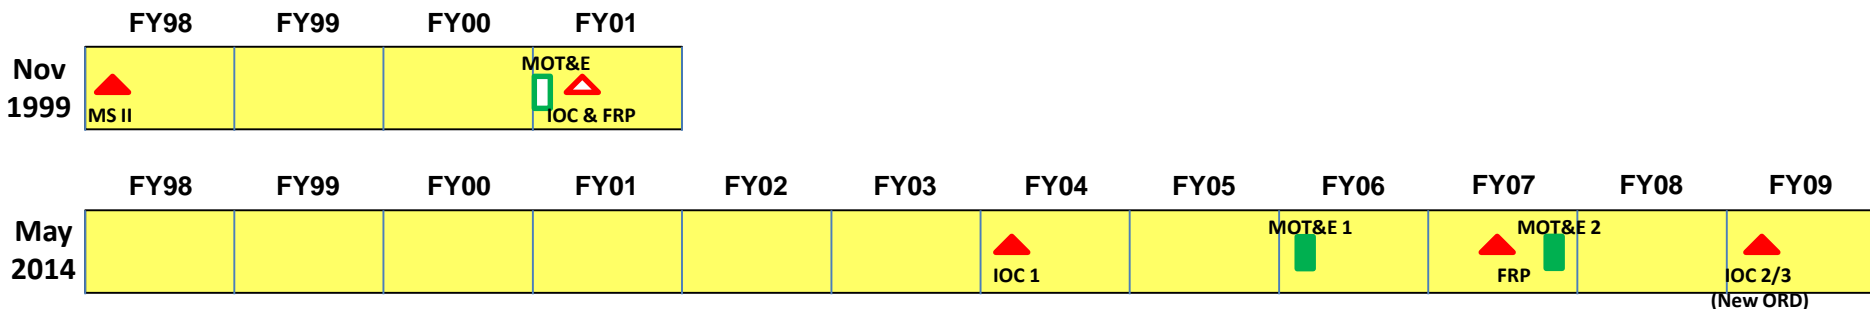 FY98 FY99 FY00 FY01
Nov
1999
MOT&E
MS II
IOC & FRP
FY98 FY99 FY00 FY01 FY02 FY03 FY04 FY05 FY06 FY07 FY08 FY09
May
2014
MOT&E 1
MOT&E 2
IOC 1
FRP
IOC 2/3
(New ORD)